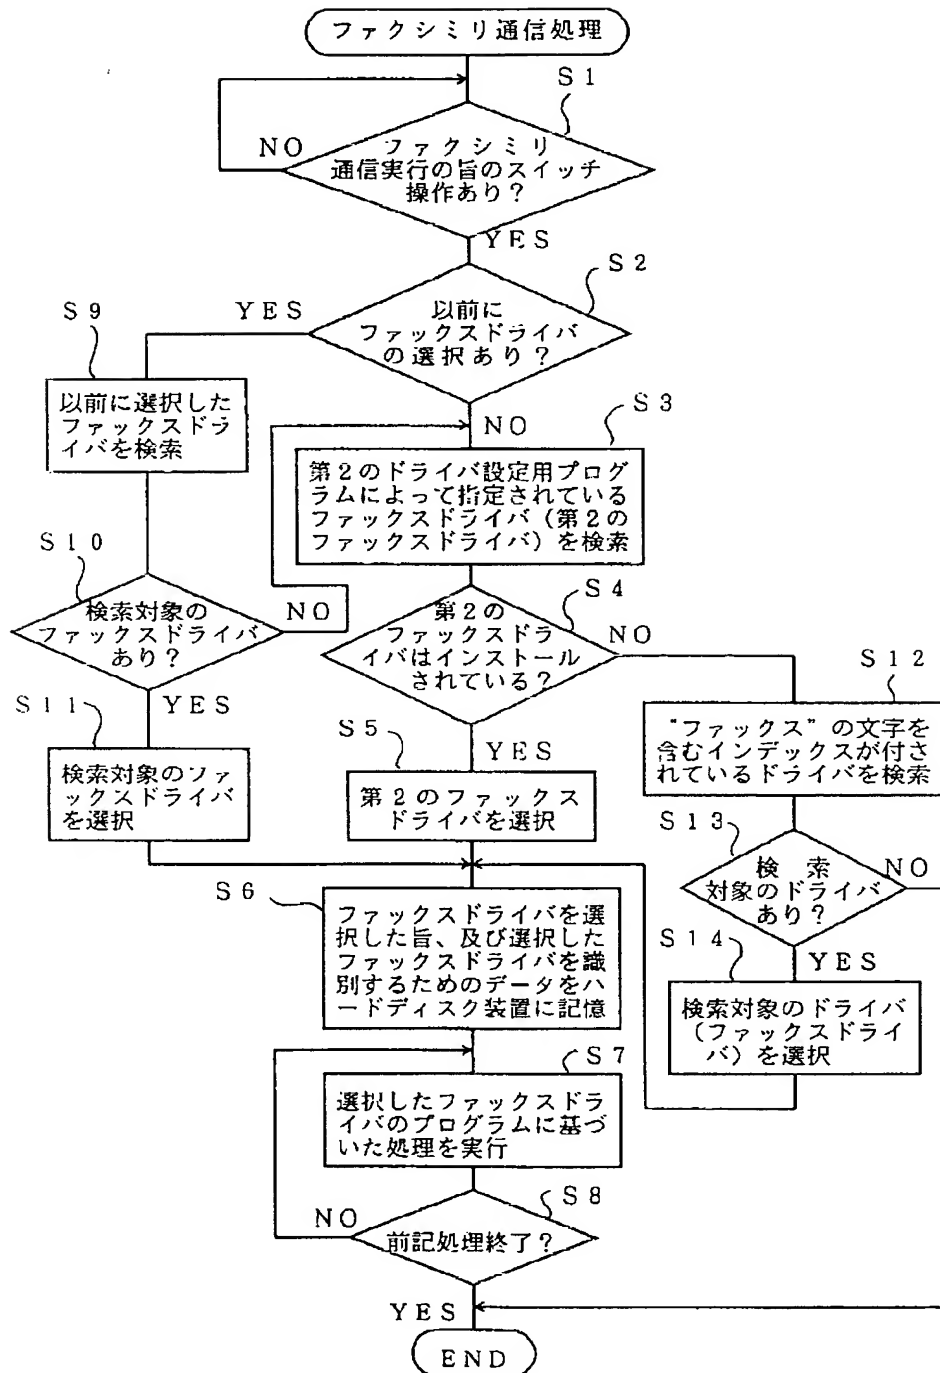 ファクシミリ通信処理
S1
ファクシミリ
通信実行の旨のスイッチ
操作あり?
NO
YES
S2
以前に
ファックスドライバ
の選択あり?
YES
NO
S9
以前に選択した
ファックスドラ
イバを検索
S3
第2のドライバ設定用プログ
ラムによって指定されている
ファックスドライバ(第2の
ファックスドライバ)を検索
S10
検索対象の
ファックスドライバ
あり?
NO
YES
S4
第2の
ファックスドラ
イバはインストール
されている?
NO
YES
S11
検索対象のファ
ックスドライバ
を選択
S5
第2のファックス
ドライバを選択
S12
"ファックス"の文字を
含むインデックスが付さ
れているドライバを検索
S13
検 索
対象のドライバ
あり?
NO
YES
S14
検索対象のドライバ
(ファックスドライ
バ)を選択
S6
ファックスドライバを選
択した旨、及び選択した
ファックスドライバを識
別するためのデータをハ
ードディスク装置に記憶
S7
選択したファックスドラ
イバのプログラムに基づ
いた処理を実行
S8
前記処理終了?
NO
YES
END